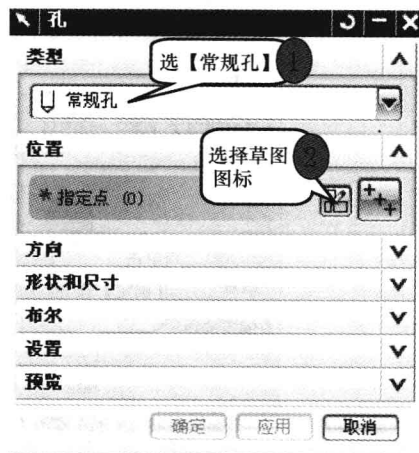 孔
类型
选【常规孔】 1
常规孔
位置
选择草图 2
图标
* 指定点 (0)
方向
形状和尺寸
布尔
设置
预览
确定 应用 取消